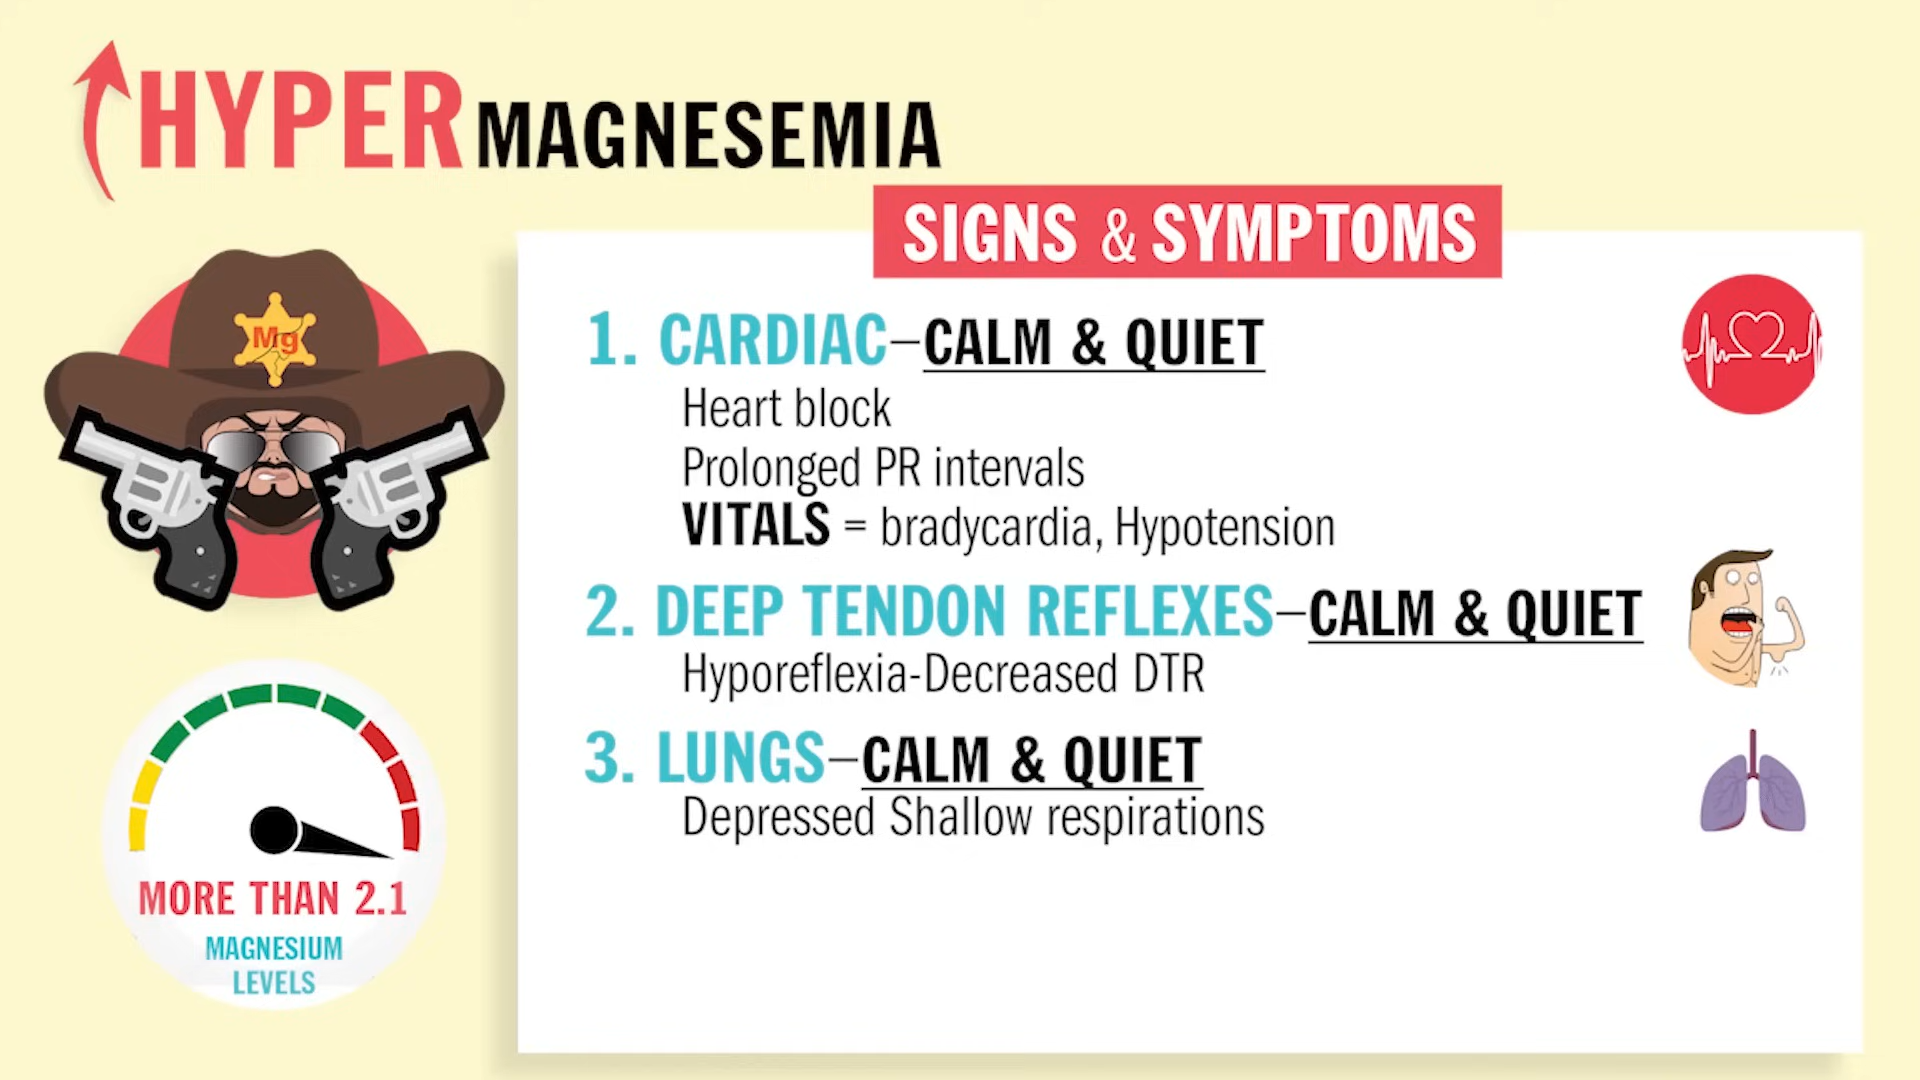 HYPER MAGNESEMIA
SIGNS & SYMPTOMS
Mg
1. CARDIAC–CALM & QUIET
Heart block
Prolonged PR intervals
VITALS = bradycardia, Hypotension
2. DEEP TENDON REFLEXES–CALM & QUIET
Hyporeflexia-Decreased DTR
3. LUNGS–CALM & QUIET
Depressed Shallow respirations
MORE THAN 2.1
MAGNESIUM
LEVELS